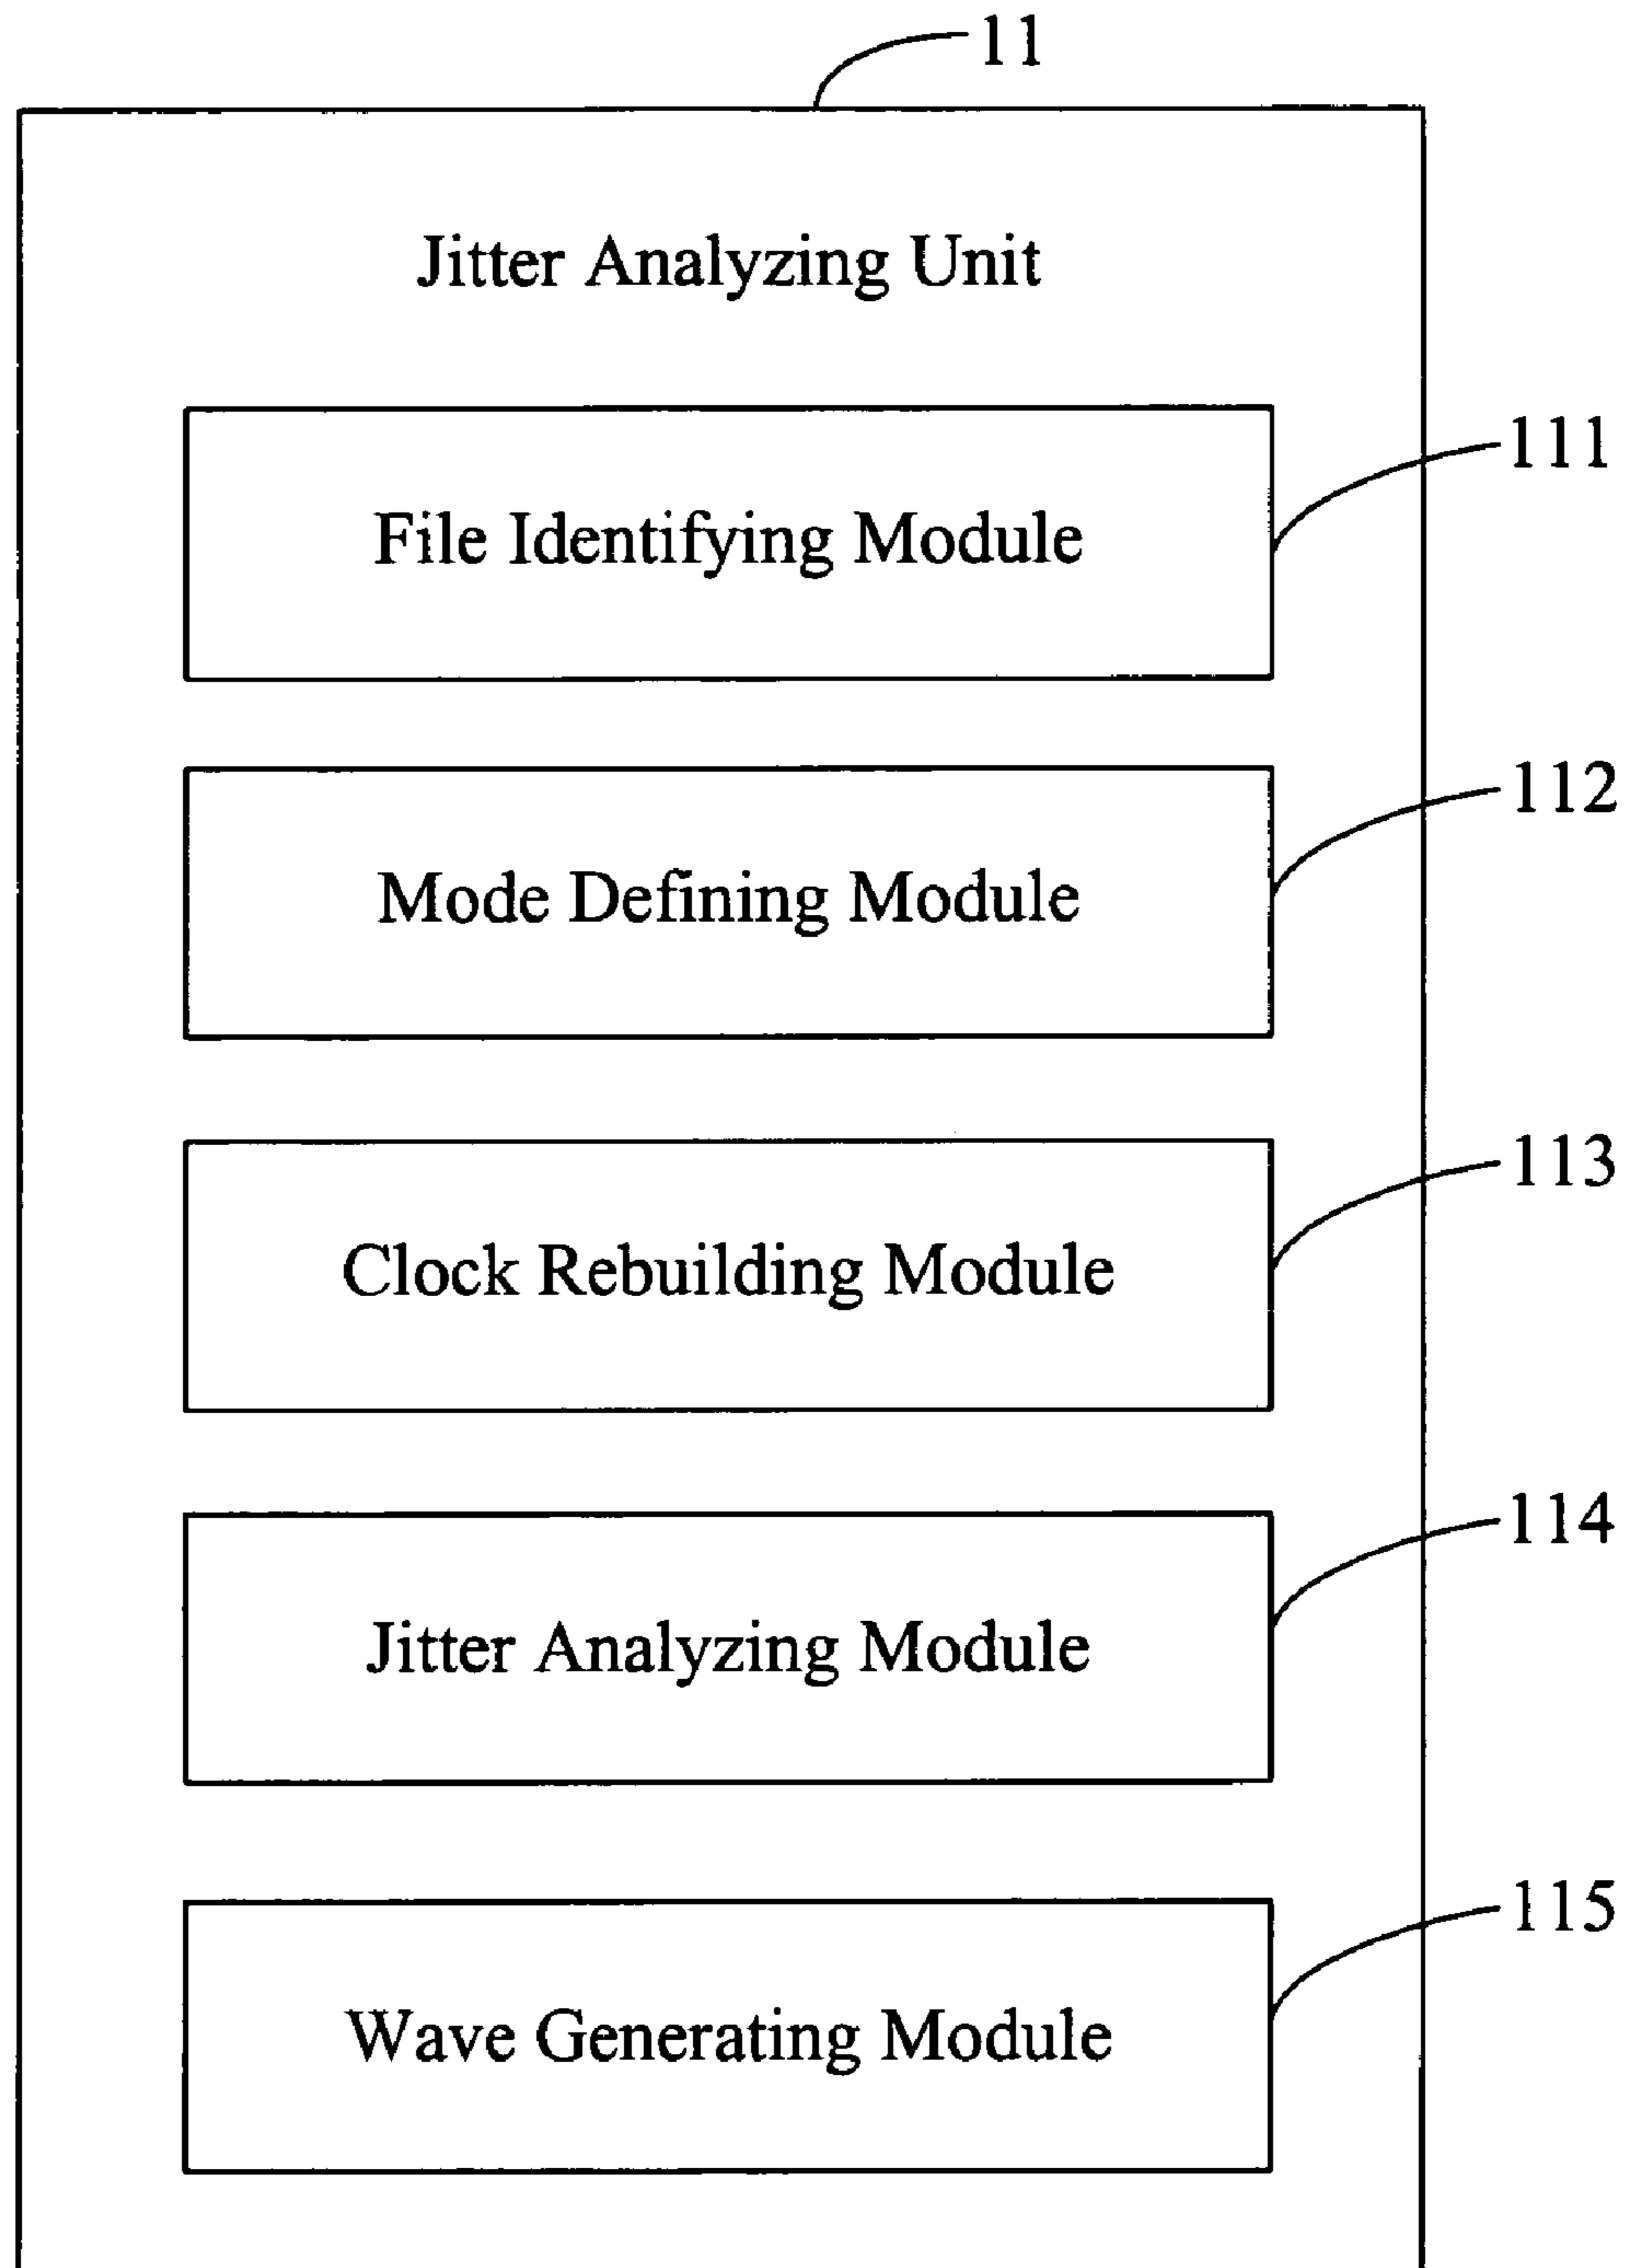 11
Jitter Analyzing Unit
111
File Identifying Module
112
Mode Defining Module
113
Clock Rebuilding Module
114
Jitter Analyzing Module
115
Wave Generating Module